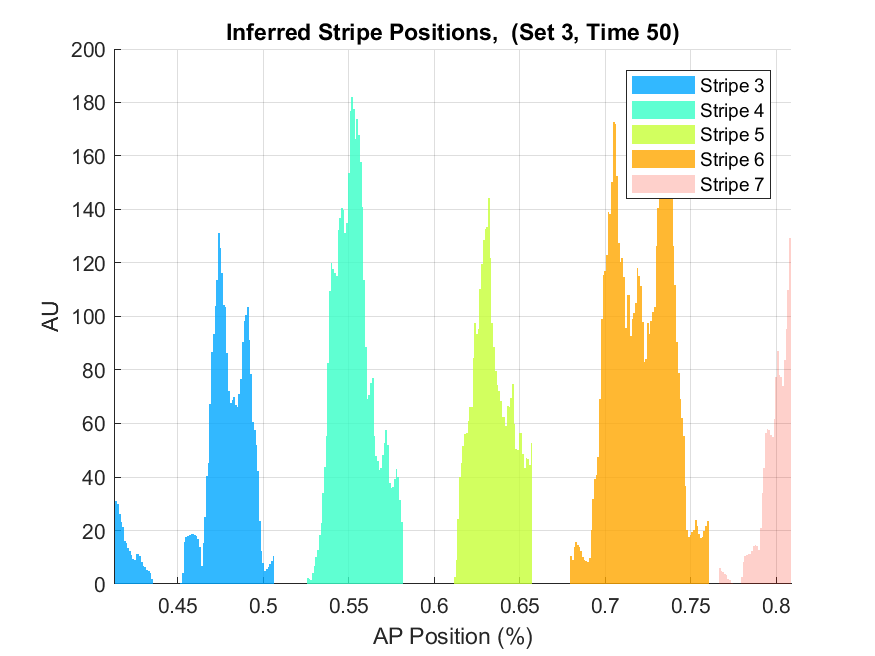 Inferred Stripe Positions,  (Set 3, Time 50)
200
180
160
140
120
100
80
60
40
20
0
AU
Stripe 3
Stripe 4
Stripe 5
Stripe 6
Stripe 7
0.45
0.5
0.55
0.6
0.65
0.7
0.75
0.8
AP Position (%)